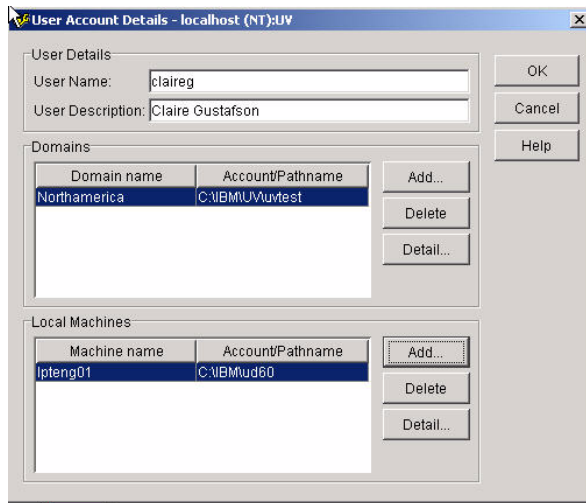 User Account Details - localhost (NT):UV
User Details
User Name: claireg
User Description: Claire Gustafson
OK
Cancel
Help
Domains
Domain name Account/Pathname
Northamerica C:\IBM\UV\uvtest
Add...
Delete
Detail...
Local Machines
Machine name Account/Pathname
lpteng01 C:\IBM\ud60
Add...
Delete
Detail...